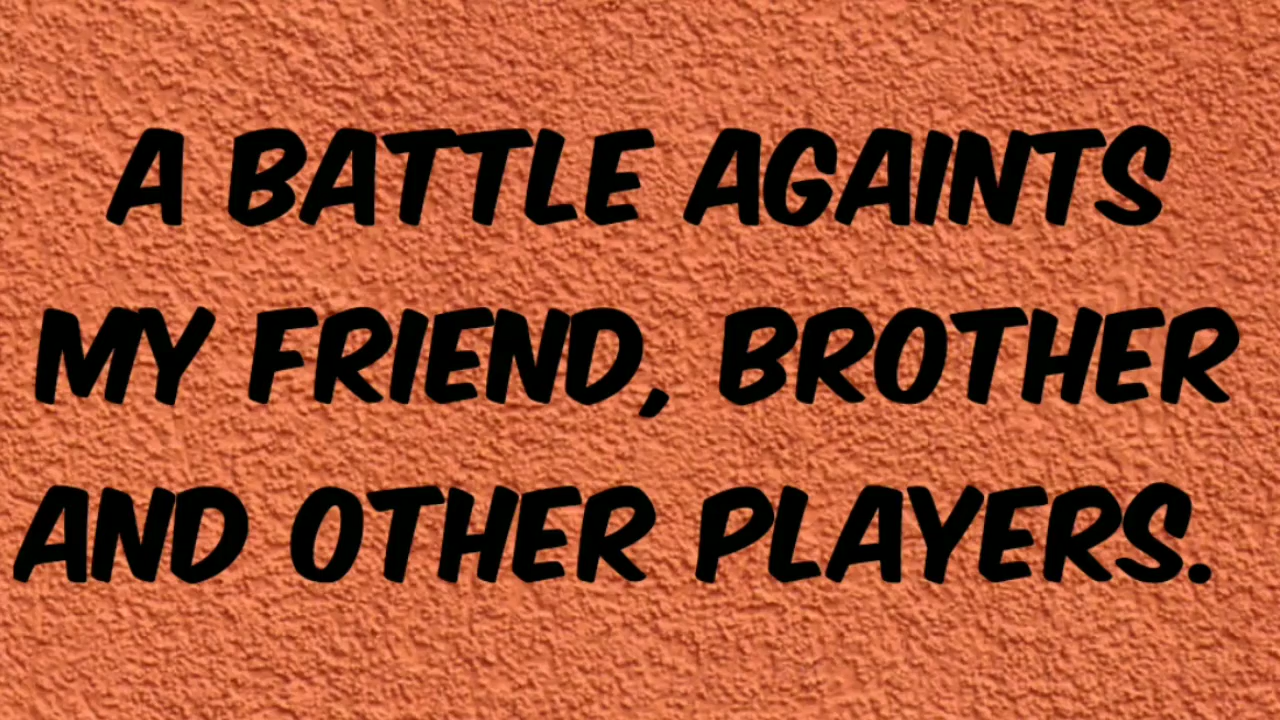 A BATTLE AGAINTS
MY FRIEND, BROTHER
AND OTHER PLAYERS.